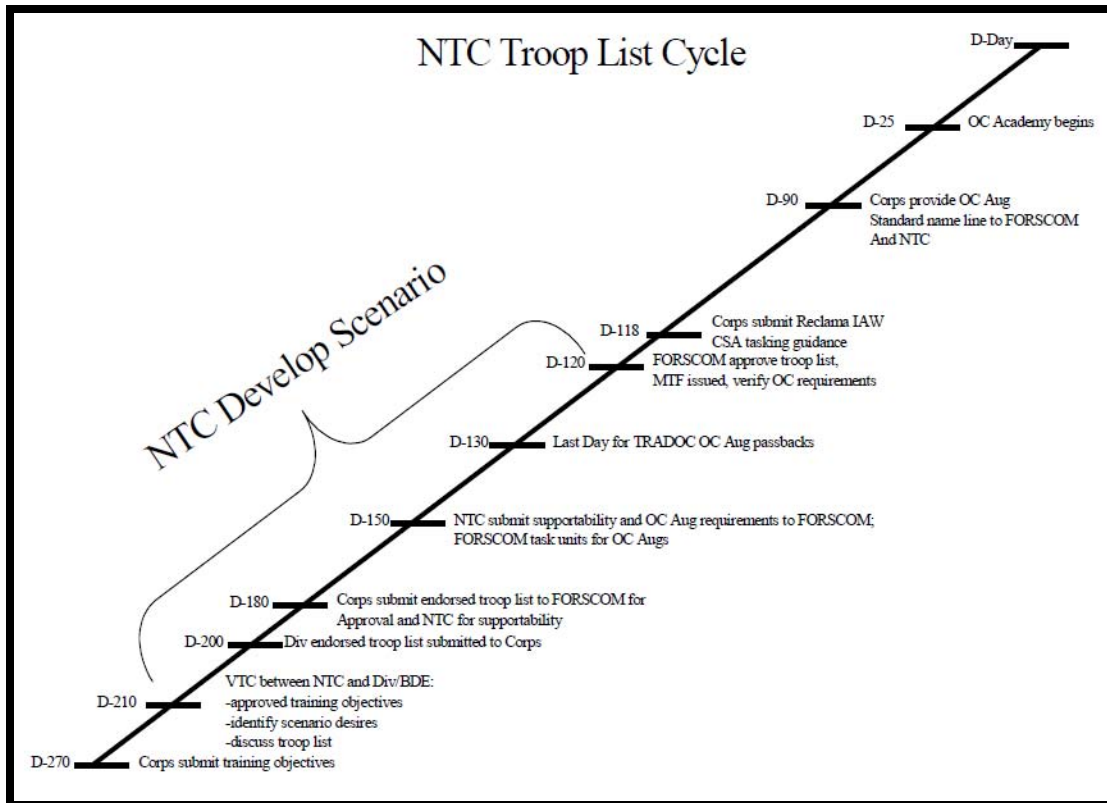 NTC Troop List Cycle
D-Day
D-25
OC Academy begins
D-90
Corps provide OC Aug
Standard name line to FORSCOM
And NTC
NTC Develop Scenario
D-118
Corps submit Reclama IAW
CSA tasking guidance
D-120
FORSCOM approve troop list,
MTF issued, verify OC requirements
D-130
Last Day for TRADOC OC Aug passbacks
D-150
NTC submit supportability and OC Aug requirements to FORSCOM;
FORSCOM task units for OC Augs
D-180
Corps submit endorsed troop list to FORSCOM for
Approval and NTC for supportability
D-200
Div endorsed troop list submitted to Corps
D-210
VTC between NTC and Div/BDE:
-approved training objectives
-identify scenario desires
-discuss troop list
D-270
Corps submit training objectives